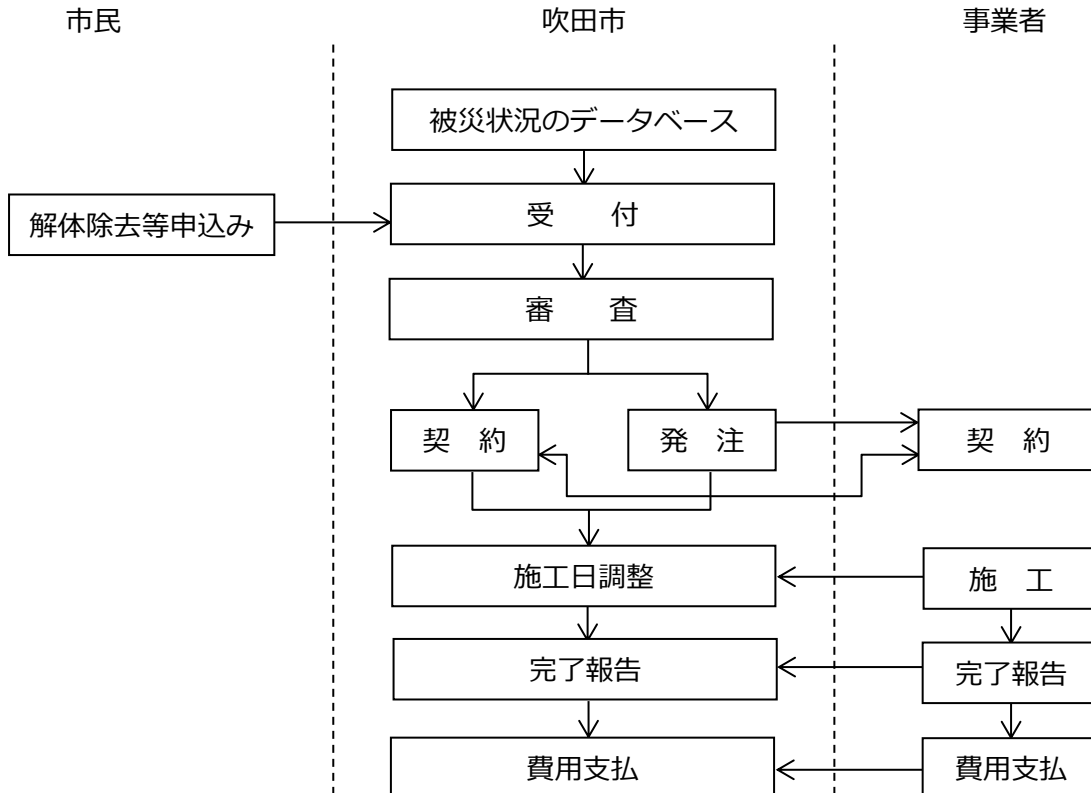 市民
吹田市
事業者
被災状況のデータベース
解体除去等申込み
受　　付
審　　査
契　約
発　注
契　約
施工日調整
施　工
完了報告
完了報告
費用支払
費用支払